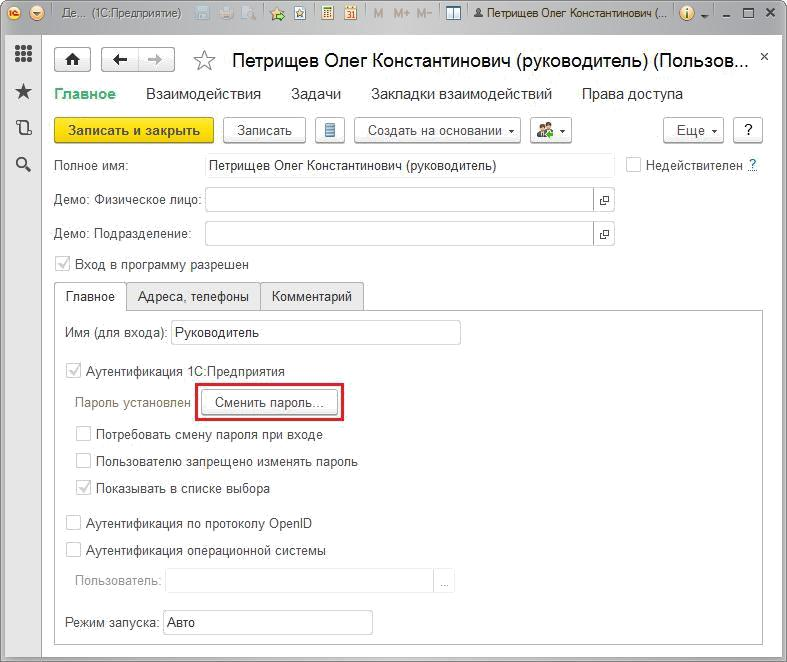 Де... (1С:Предприятие) M M+ M- Петрищев Олег Константинович (...
Петрищев Олег Константинович (руководитель) (Пользов...
Главное Взаимодействия Задачи Закладки взаимодействий Права доступа
Записать и закрыть Записать Создать на основании Еще ?
Полное имя: Петрищев Олег Константинович (руководитель) Недействителен ?
Демо: Физическое лицо:
Демо: Подразделение:
Вход в программу разрешен
Главное Адреса, телефоны Комментарий
Имя (для входа): Руководитель
Аутентификация 1С:Предприятия
Пароль установлен Сменить пароль...
Потребовать смену пароля при входе
Пользователю запрещено изменять пароль
Показывать в списке выбора
Аутентификация по протоколу OpenID
Аутентификация операционной системы
Пользователь: ...
Режим запуска: Авто